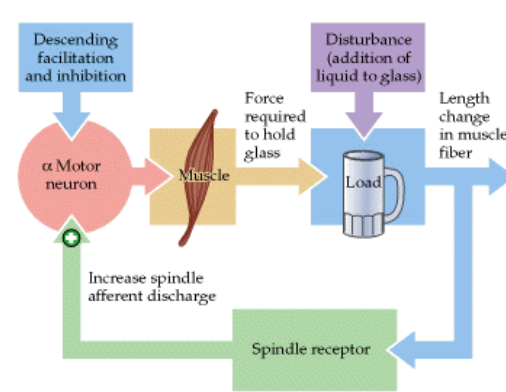 Descending
facilitation
and inhibition
Disturbance
(addition of
liquid to glass)
Force
required
to hold
glass
Length
change
in muscle
fiber
α Motor
neuron
Muscle
Load
Increase spindle
afferent discharge
Spindle receptor